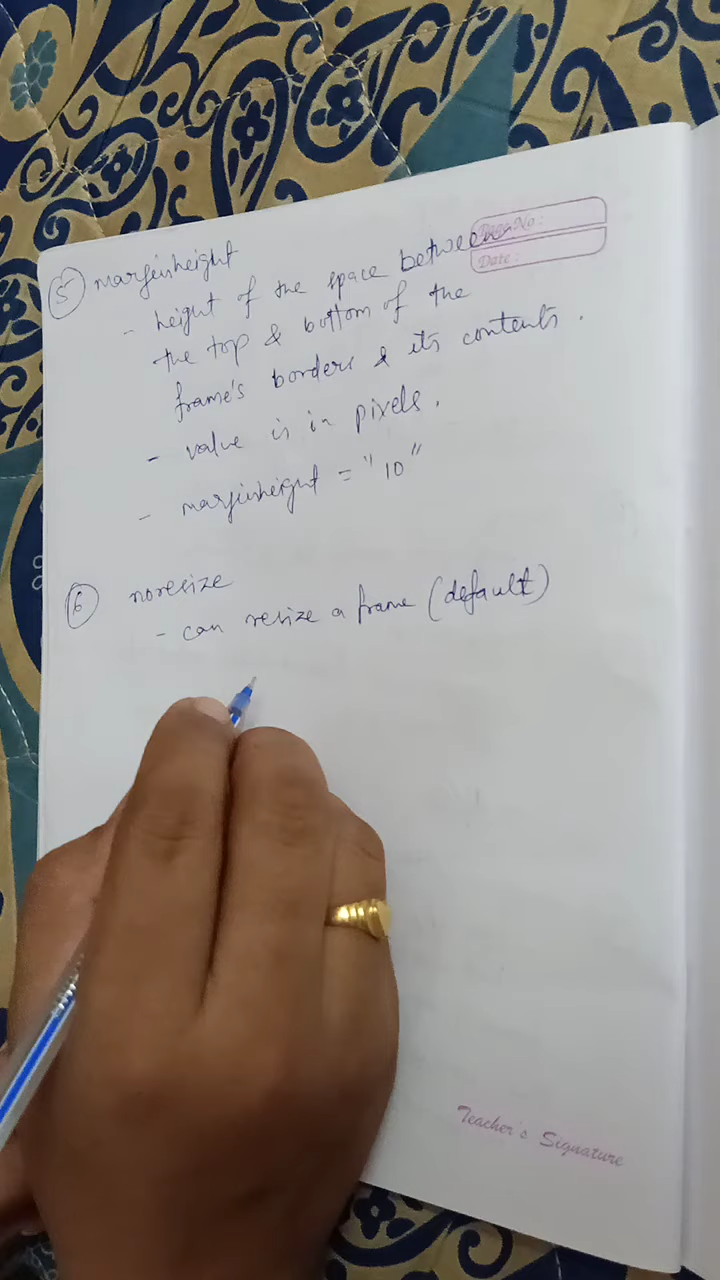 Page No:
Date:
5 marginheight
- height of the space between
the top & bottom of the
frame's borders & its contents.
- value is in pixels.
- marginheight = "10"
6 noresize
- can resize a frame (default)
Teacher's Signature